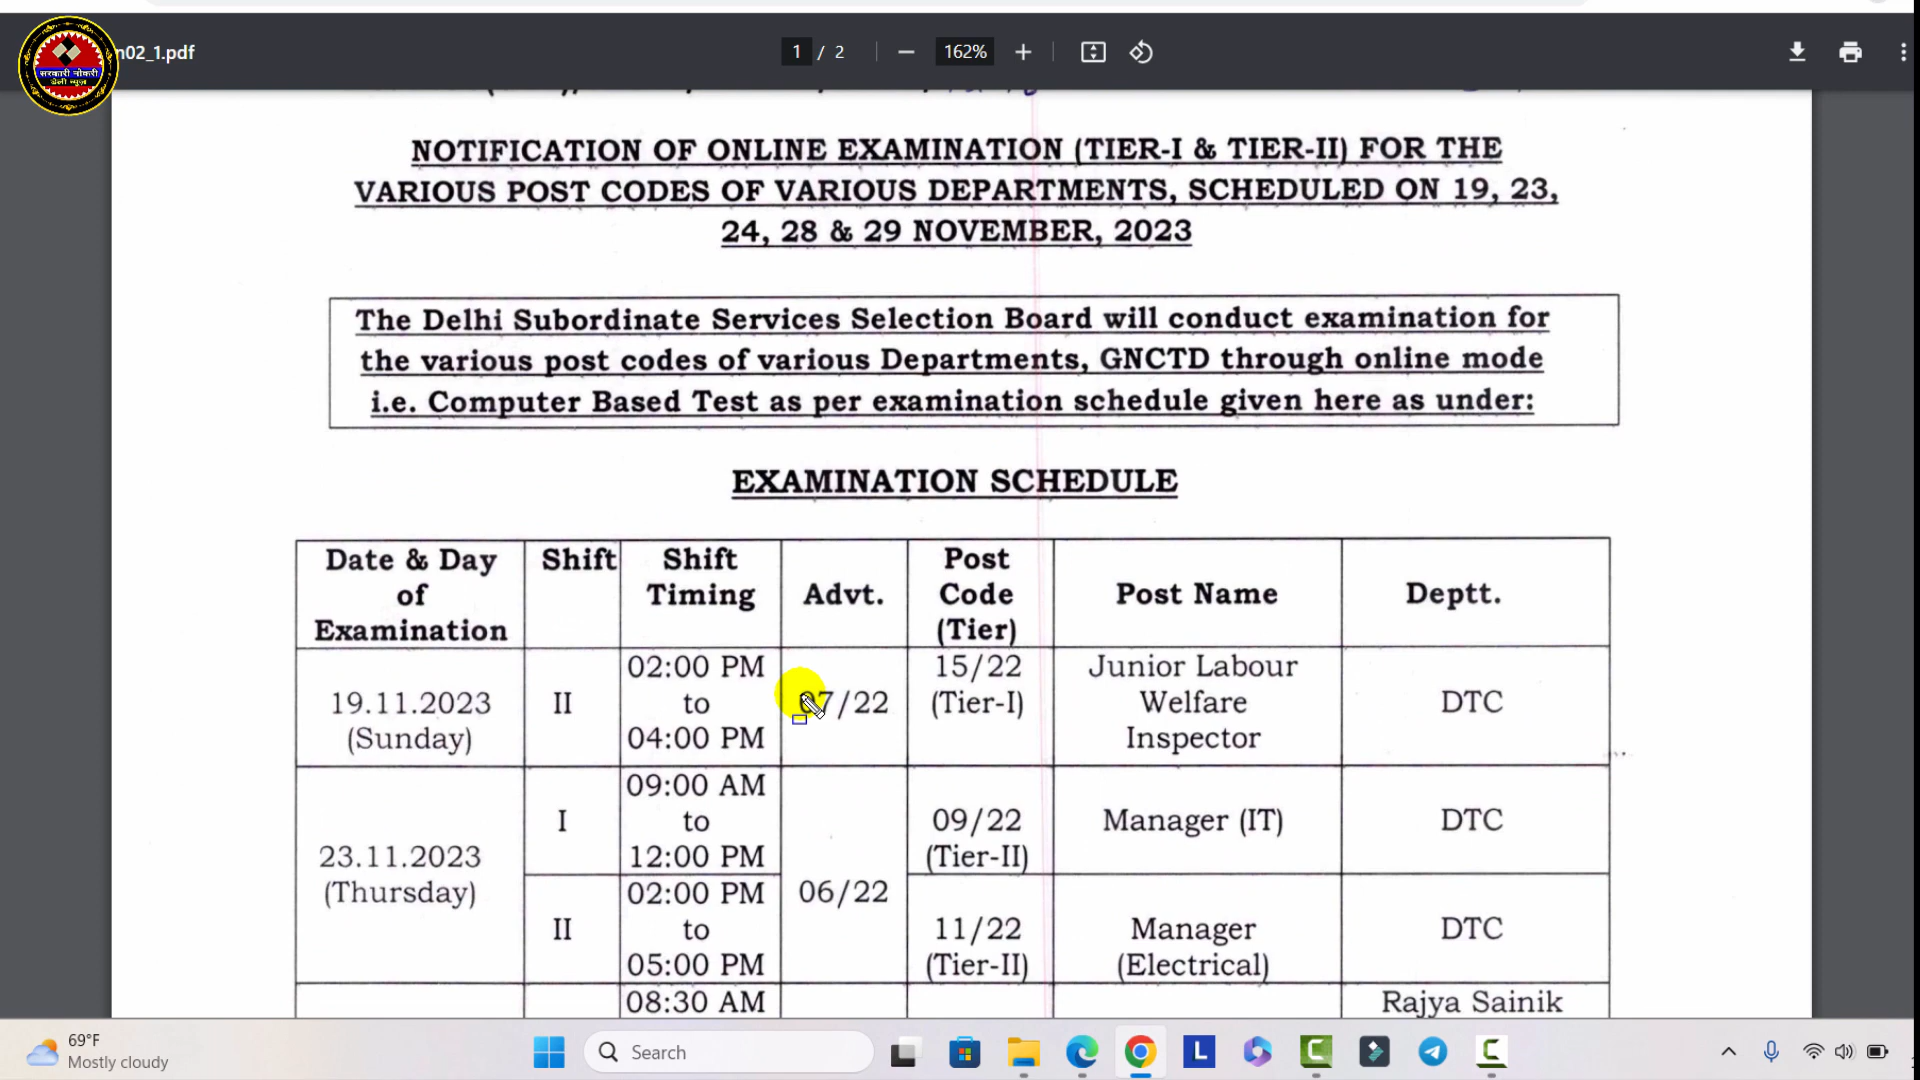 सरकारी नौकरी
डेली न्यूज़
n02_1.pdf
1 / 2
162%
NOTIFICATION OF ONLINE EXAMINATION (TIER-I & TIER-II) FOR THE
VARIOUS POST CODES OF VARIOUS DEPARTMENTS, SCHEDULED ON 19, 23,
24, 28 & 29 NOVEMBER, 2023
The Delhi Subordinate Services Selection Board will conduct examination for
the various post codes of various Departments, GNCTD through online mode
i.e. Computer Based Test as per examination schedule given here as under:
EXAMINATION SCHEDULE
Date & Day of Examination Shift Shift Timing Advt. Post Code (Tier) Post Name Deptt.
19.11.2023 (Sunday) II 02:00 PM to 04:00 PM 07/22 15/22 (Tier-I) Junior Labour Welfare Inspector DTC
23.11.2023 (Thursday) I 09:00 AM to 12:00 PM 06/22 09/22 (Tier-II) Manager (IT) DTC
II 02:00 PM to 05:00 PM 11/22 (Tier-II) Manager (Electrical) DTC
08:30 AM Rajya Sainik
69°F
Mostly cloudy
Search